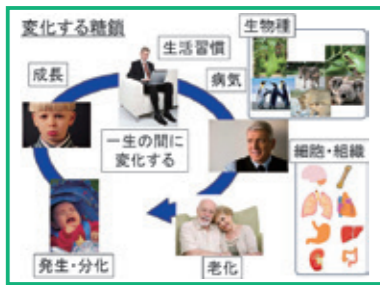 変化する糖鎖
生活習慣
生物種
成長
病気
一生の間に
変化する
細胞・組織
発生・分化
老化